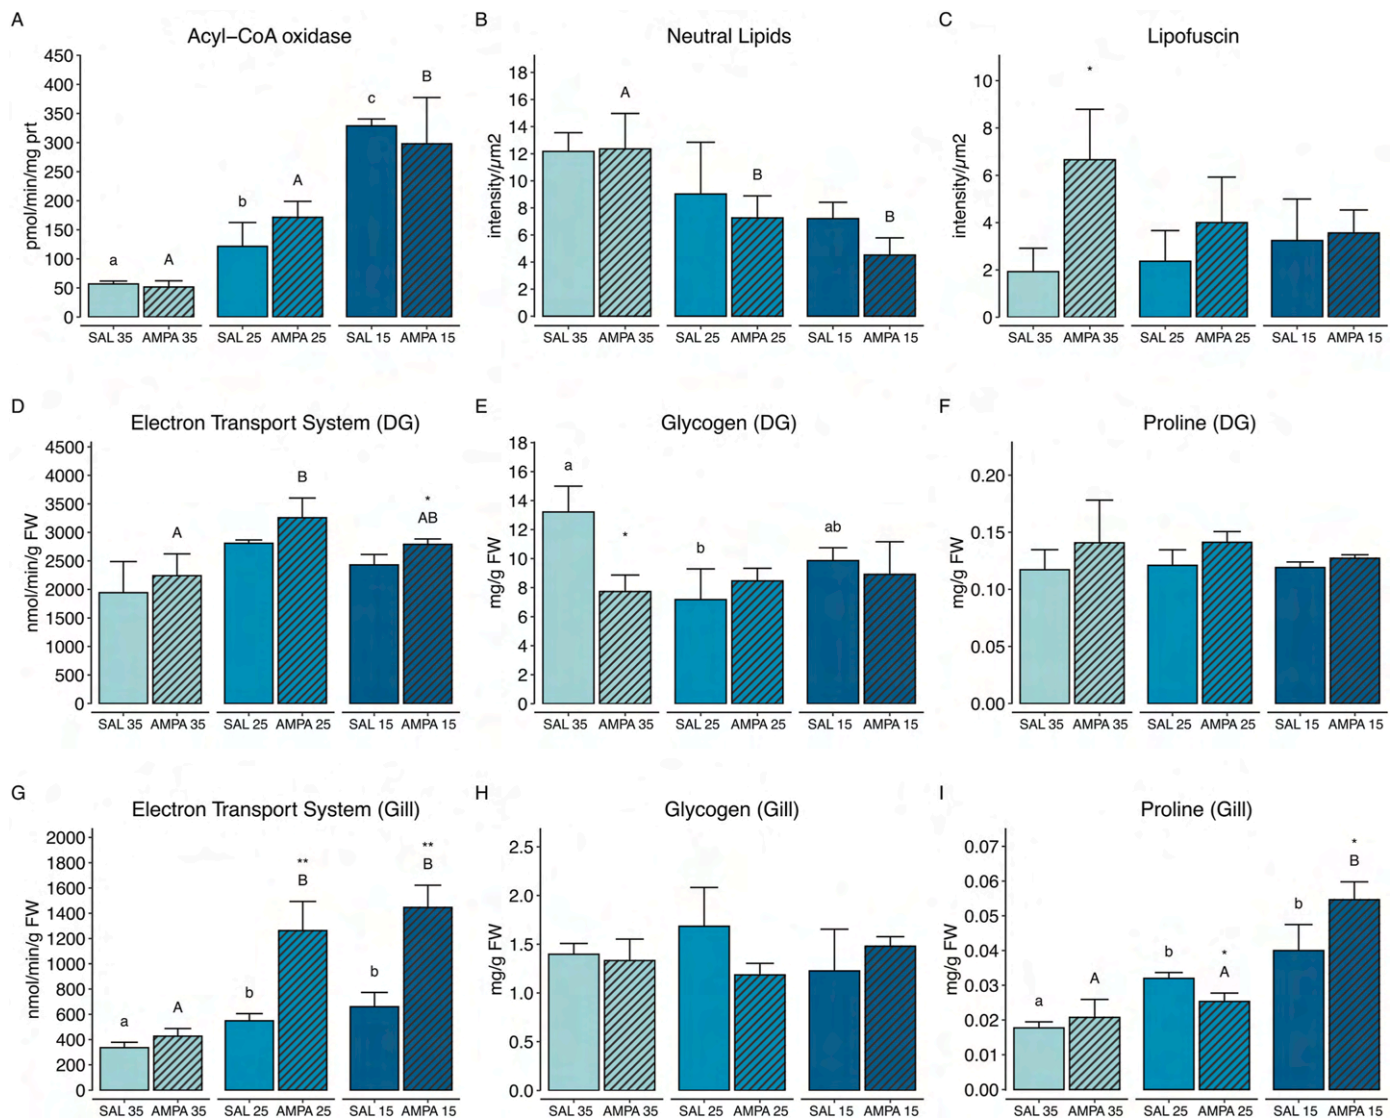 A
Acyl−CoA oxidase
pmol/min/mg prt
450
400
350
300
250
200
150
100
50
0
a
A
b
A
c
B
SAL 35 AMPA 35 SAL 25 AMPA 25 SAL 15 AMPA 15
B
Neutral Lipids
intensity/µm2
18
16
14
12
10
8
6
4
2
0
A
B
B
SAL 35 AMPA 35 SAL 25 AMPA 25 SAL 15 AMPA 15
C
Lipofuscin
intensity/µm2
10
8
6
4
2
0
*
SAL 35 AMPA 35 SAL 25 AMPA 25 SAL 15 AMPA 15
D
Electron Transport System (DG)
nmol/min/g FW
4500
4000
3500
3000
2500
2000
1500
1000
500
0
A
B
*
AB
SAL 35 AMPA 35 SAL 25 AMPA 25 SAL 15 AMPA 15
E
Glycogen (DG)
mg/g FW
18
16
14
12
10
8
6
4
2
0
a
*
b
ab
SAL 35 AMPA 35 SAL 25 AMPA 25 SAL 15 AMPA 15
F
Proline (DG)
mg/g FW
0.20
0.15
0.10
0.05
0.00
SAL 35 AMPA 35 SAL 25 AMPA 25 SAL 15 AMPA 15
G
Electron Transport System (Gill)
nmol/min/g FW
2000
1800
1600
1400
1200
1000
800
600
400
200
0
a
A
b
**
B
b
**
B
SAL 35 AMPA 35 SAL 25 AMPA 25 SAL 15 AMPA 15
H
Glycogen (Gill)
mg/g FW
2.5
2.0
1.5
1.0
0.5
0.0
SAL 35 AMPA 35 SAL 25 AMPA 25 SAL 15 AMPA 15
I
Proline (Gill)
mg/g FW
0.07
0.06
0.05
0.04
0.03
0.02
0.01
0.00
a
A
b
*
A
b
*
B
SAL 35 AMPA 35 SAL 25 AMPA 25 SAL 15 AMPA 15